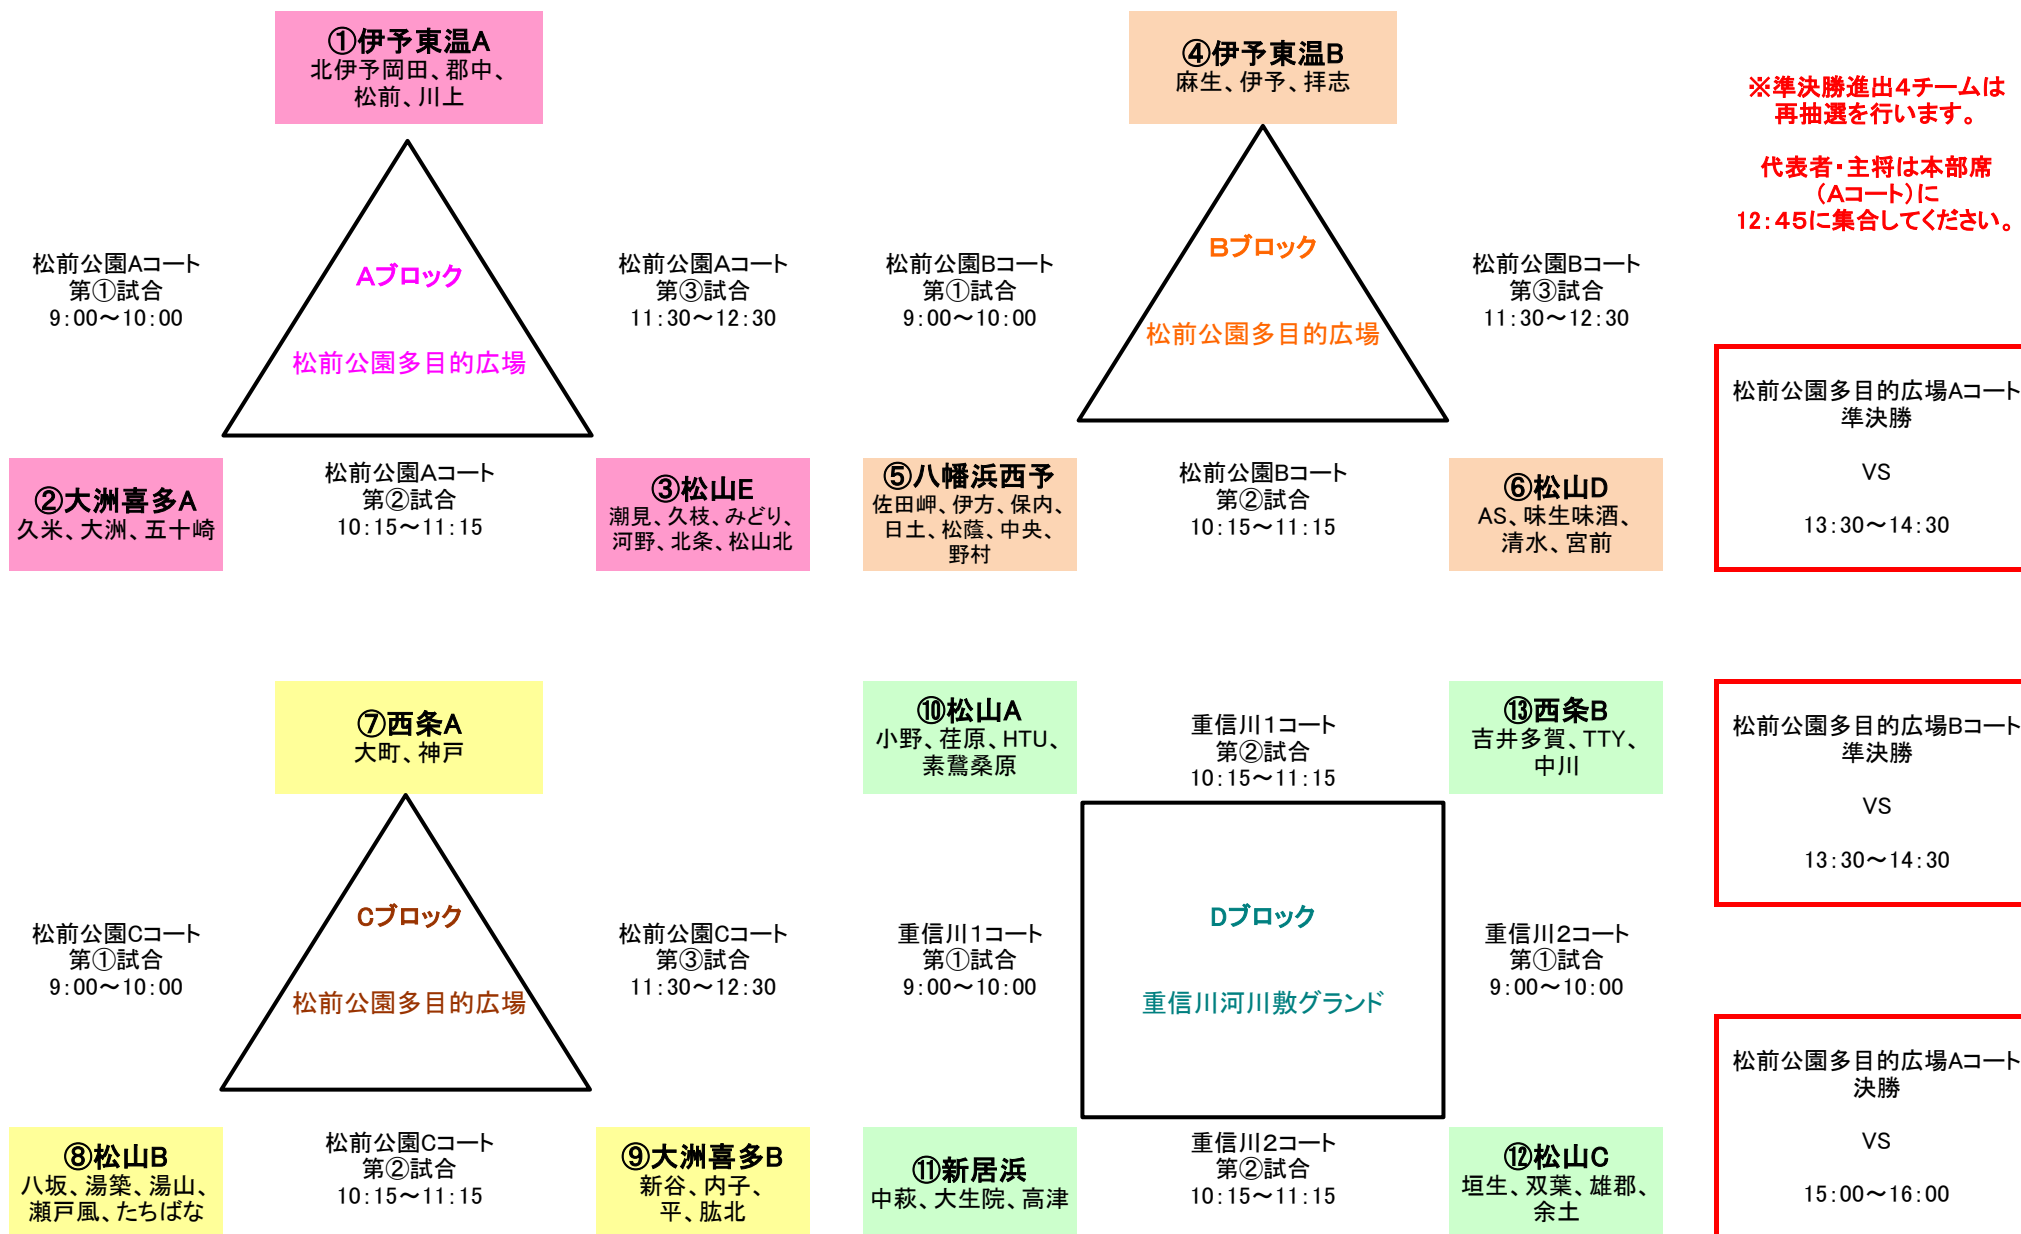 ①伊予東温A
北伊予岡田、郡中、
松前、川上
松前公園Aコート
第①試合
9:00～10:00
Aブロック
松前公園多目的広場
松前公園Aコート
第③試合
11:30～12:30
②大洲喜多A
久米、大洲、五十崎
松前公園Aコート
第②試合
10:15～11:15
③松山E
潮見、久枝、みどり、
河野、北条、松山北
④伊予東温B
麻生、伊予、拝志
松前公園Bコート
第①試合
9:00～10:00
Bブロック
松前公園多目的広場
松前公園Bコート
第③試合
11:30～12:30
⑤八幡浜西予
佐田岬、伊方、保内、
日土、松蔭、中央、
野村
松前公園Bコート
第②試合
10:15～11:15
⑥松山D
AS、味生味酒、
清水、宮前
※準決勝進出4チームは
再抽選を行います。
代表者・主将は本部席
（Aコート）に
12：45に集合してください。
松前公園多目的広場Aコート
準決勝
VS
13:30～14:30
⑦西条A
大町、神戸
松前公園Cコート
第①試合
9:00～10:00
Cブロック
松前公園多目的広場
松前公園Cコート
第③試合
11:30～12:30
⑧松山B
八坂、湯築、湯山、
瀬戸風、たちばな
松前公園Cコート
第②試合
10:15～11:15
⑨大洲喜多B
新谷、内子、
平、肱北
⑩松山A
小野、荏原、HTU、
素鵞桑原
重信川1コート
第②試合
10:15～11:15
⑬西条B
吉井多賀、TTY、
中川
重信川1コート
第①試合
9:00～10:00
Dブロック
重信川河川敷グランド
重信川2コート
第①試合
9:00～10:00
⑪新居浜
中萩、大生院、高津
重信川2コート
第②試合
10:15～11:15
⑫松山C
垣生、双葉、雄郡、
余土
松前公園多目的広場Bコート
準決勝
VS
13:30～14:30
松前公園多目的広場Aコート
決勝
VS
15:00～16:00